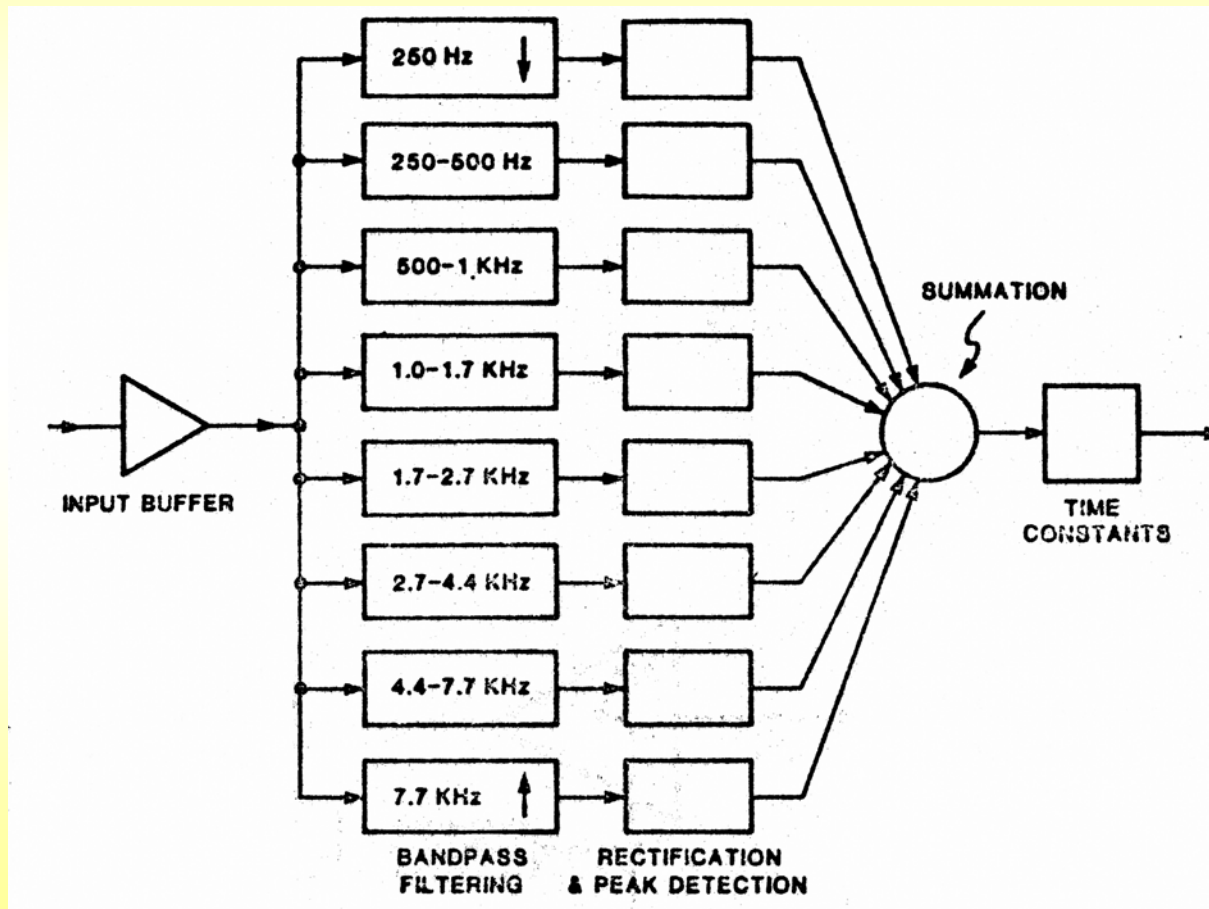 250 Hz
250-500 Hz
500-1 KHz
SUMMATION
1.0-1.7 KHz
INPUT BUFFER
1.7-2.7 KHz
TIME
CONSTANTS
2.7-4.4 KHz
4.4-7.7 KHz
7.7 KHz
BANDPASS
FILTERING
RECTIFICATION
& PEAK DETECTION